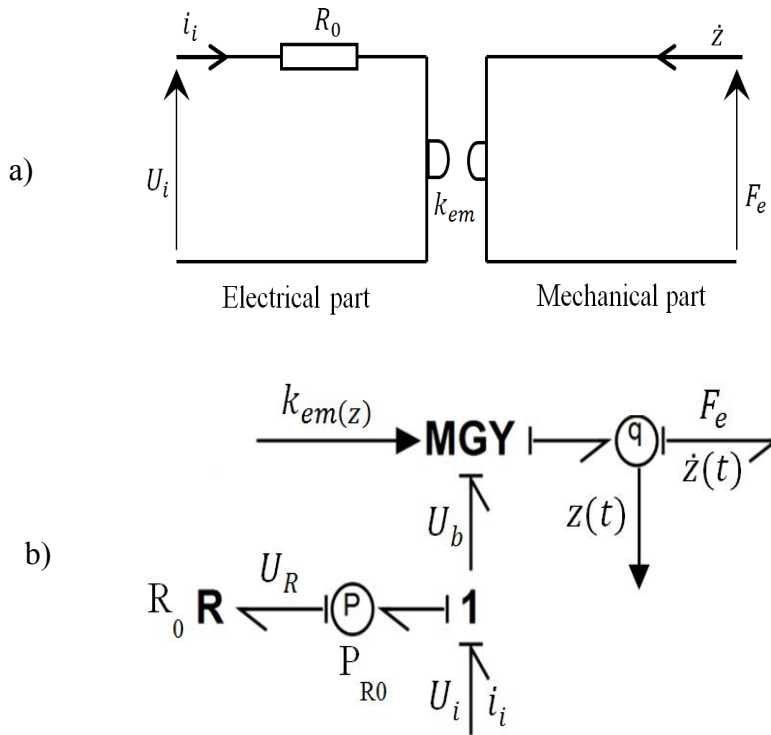 i_i R_0 ż
a)
U_i k_em F_e
Electrical part Mechanical part
k_em(z) F_e
MGY q
ż(t)
U_b z(t)
b)
U_R
R_0 R P 1
P_R0
U_i i_i